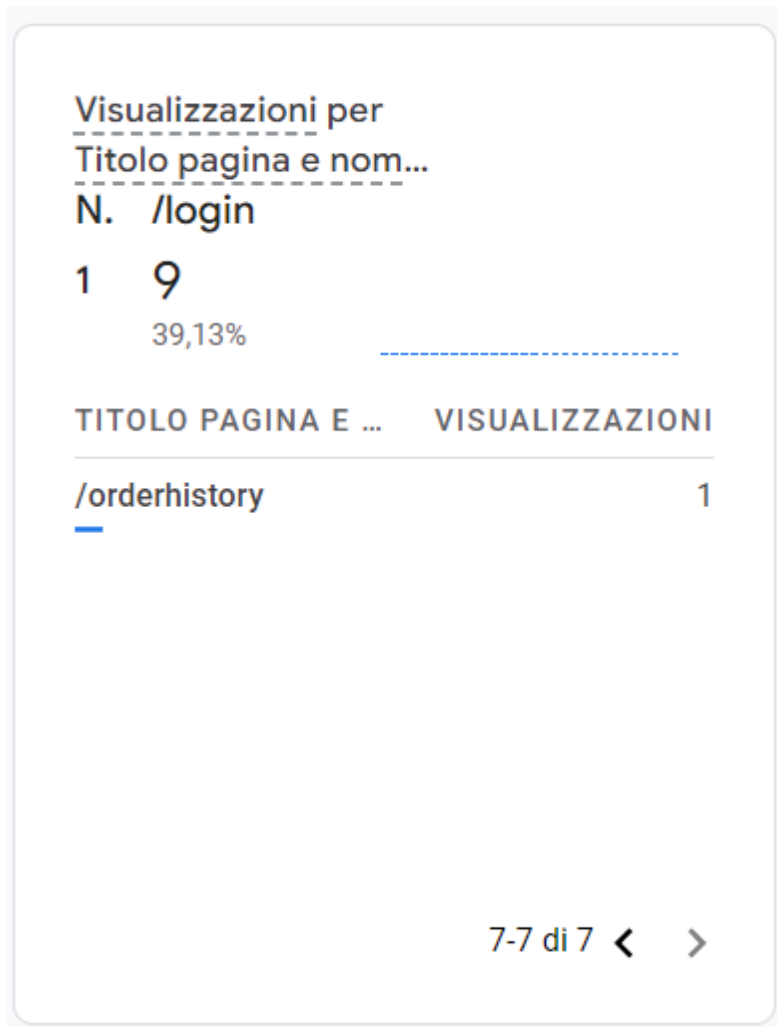 Visualizzazioni per
Titolo pagina e nom...
N. /login
1 9
39,13%
TITOLO PAGINA E ... VISUALIZZAZIONI
/orderhistory 1
7-7 di 7